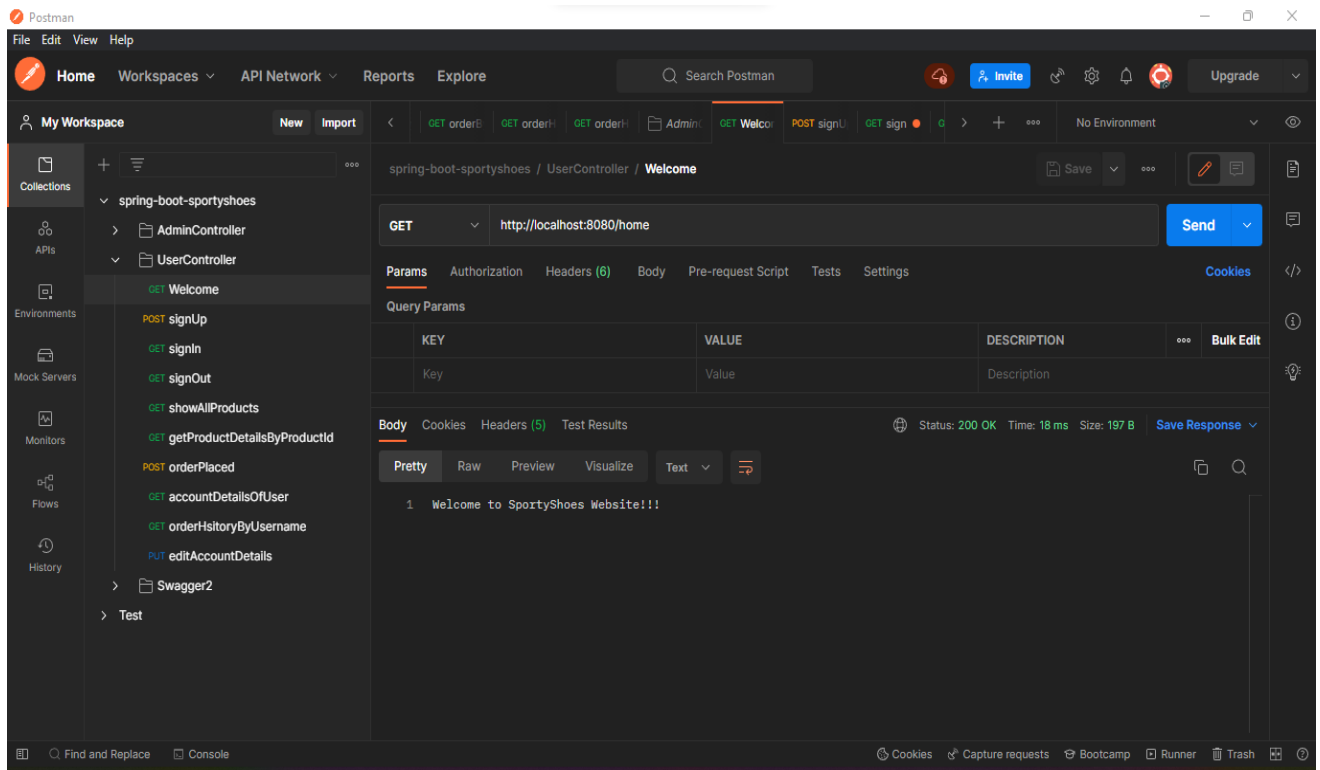 Postman
File Edit View Help
Home Workspaces API Network Reports Explore Search Postman Invite Upgrade
My Workspace New Import GET orderB GET orderH GET orderH Admin GET Welcor POST signU GET sign No Environment
Collections
APIs
Environments
Mock Servers
Monitors
Flows
History
spring-boot-sportyshoes
AdminController
UserController
GET Welcome
POST signUp
GET signIn
GET signOut
GET showAllProducts
GET getProductDetailsByProductId
POST orderPlaced
GET accountDetailsOfUser
GET orderHsitoryByUsername
PUT editAccountDetails
Swagger2
Test
spring-boot-sportyshoes / UserController / Welcome Save
GET http://localhost:8080/home Send
Params Authorization Headers (6) Body Pre-request Script Tests Settings Cookies
Query Params
KEY VALUE DESCRIPTION Bulk Edit
Key Value Description
Body Cookies Headers (5) Test Results Status: 200 OK Time: 18 ms Size: 197 B Save Response
Pretty Raw Preview Visualize Text
1 Welcome to SportyShoes Website!!!
Find and Replace Console Cookies Capture requests Bootcamp Runner Trash